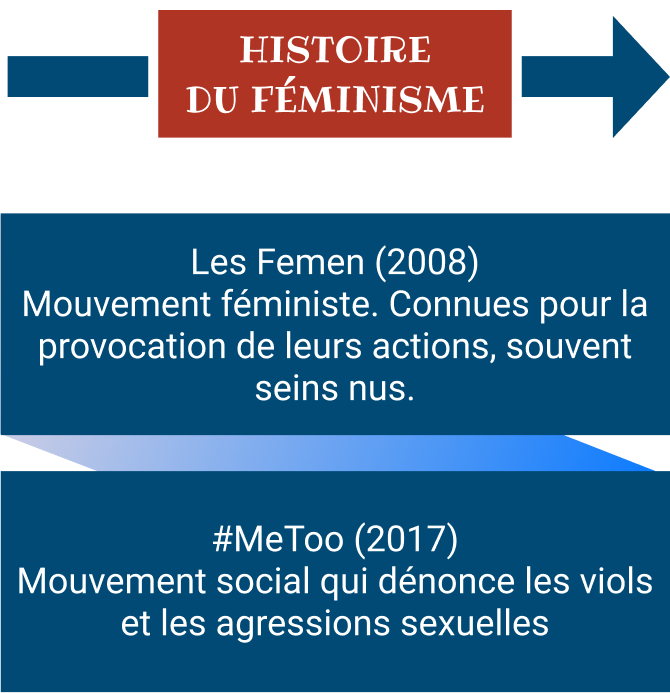 HISTOIRE
DU FÉMINISME
Les Femen (2008)
Mouvement féministe. Connues pour la
provocation de leurs actions, souvent
seins nus.
#MeToo (2017)
Mouvement social qui dénonce les viols
et les agressions sexuelles